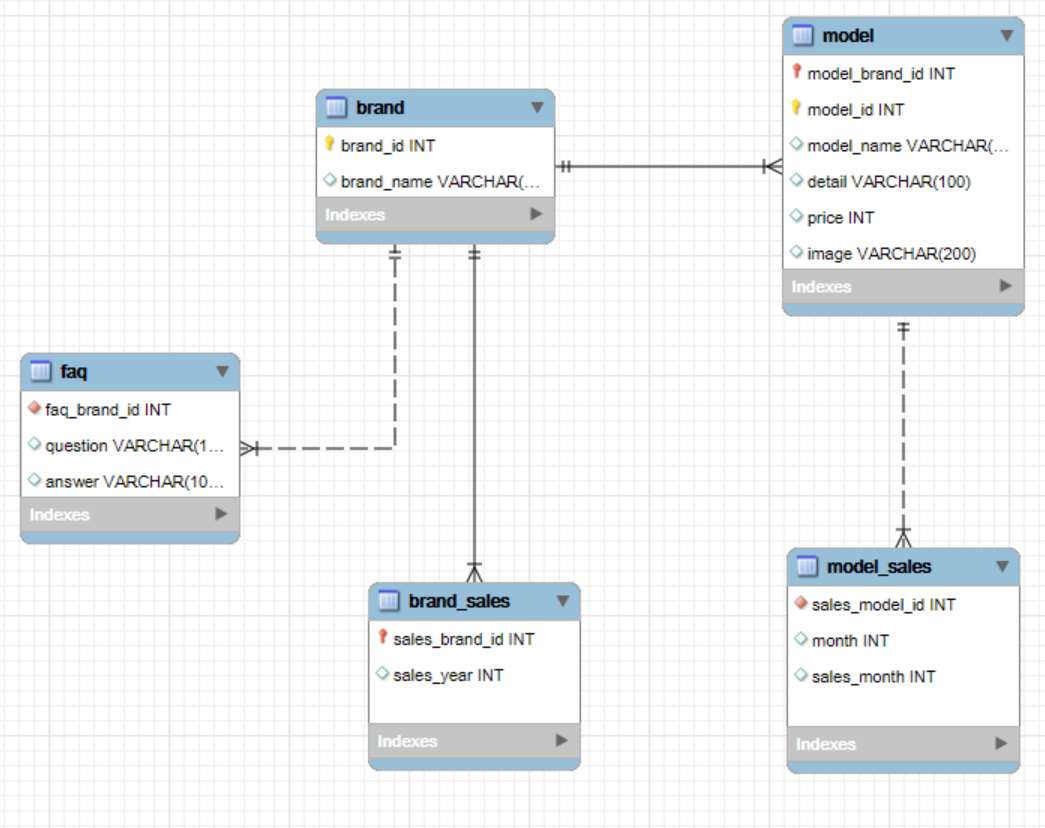 model
model_brand_id INT
model_id INT
model_name VARCHAR(...
detail VARCHAR(100)
price INT
image VARCHAR(200)
Indexes
brand
brand_id INT
brand_name VARCHAR(...
Indexes
faq
faq_brand_id INT
question VARCHAR(1...
answer VARCHAR(10...
Indexes
brand_sales
sales_brand_id INT
sales_year INT
Indexes
model_sales
sales_model_id INT
month INT
sales_month INT
Indexes